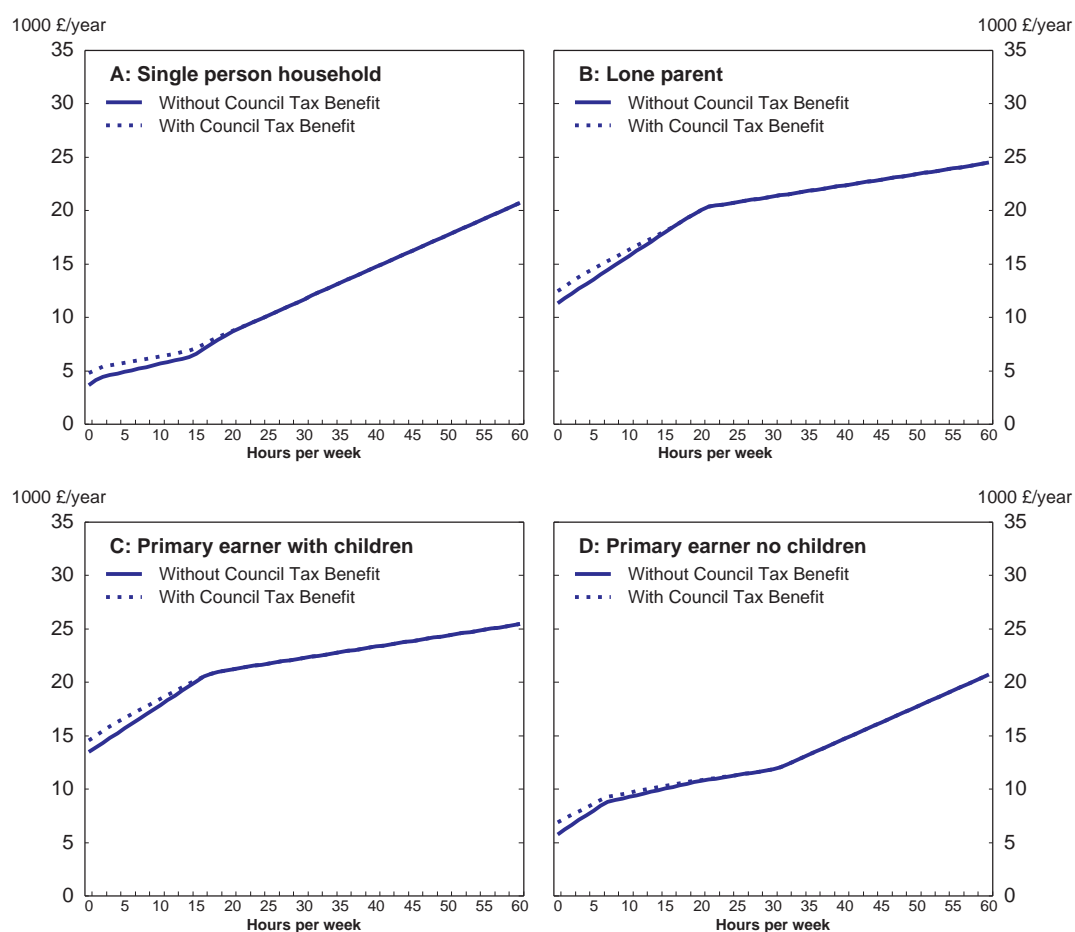 1000 £/year
1000 £/year
35
30
25
20
15
10
5
0
A: Single person household
Without Council Tax Benefit
With Council Tax Benefit
0 5 10 15 20 25 30 35 40 45 50 55 60
Hours per week
B: Lone parent
Without Council Tax Benefit
With Council Tax Benefit
35
30
25
20
15
10
5
0
0 5 10 15 20 25 30 35 40 45 50 55 60
Hours per week
1000 £/year
1000 £/year
35
30
25
20
15
10
5
0
C: Primary earner with children
Without Council Tax Benefit
With Council Tax Benefit
0 5 10 15 20 25 30 35 40 45 50 55 60
Hours per week
D: Primary earner no children
Without Council Tax Benefit
With Council Tax Benefit
35
30
25
20
15
10
5
0
0 5 10 15 20 25 30 35 40 45 50 55 60
Hours per week